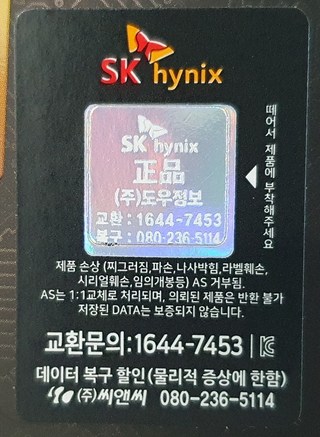 SK hynix
SK hynix
正品
(주)도우정보
교환 : 1644-7453
복구 : 080-236-5114
떼어서 제품에 부착해주세요
제품 손상 (찌그러짐,파손,나사박힘,라벨훼손,
시리얼훼손,임의개봉등) AS 거부됨.
AS는 1:1교체로 처리되며, 의뢰된 제품은 반환 불가
저장된 DATA는 보증되지 않습니다.
교환문의:1644-7453
데이터 복구 할인(물리적 증상에 한함)
(주)씨앤씨 080-236-5114